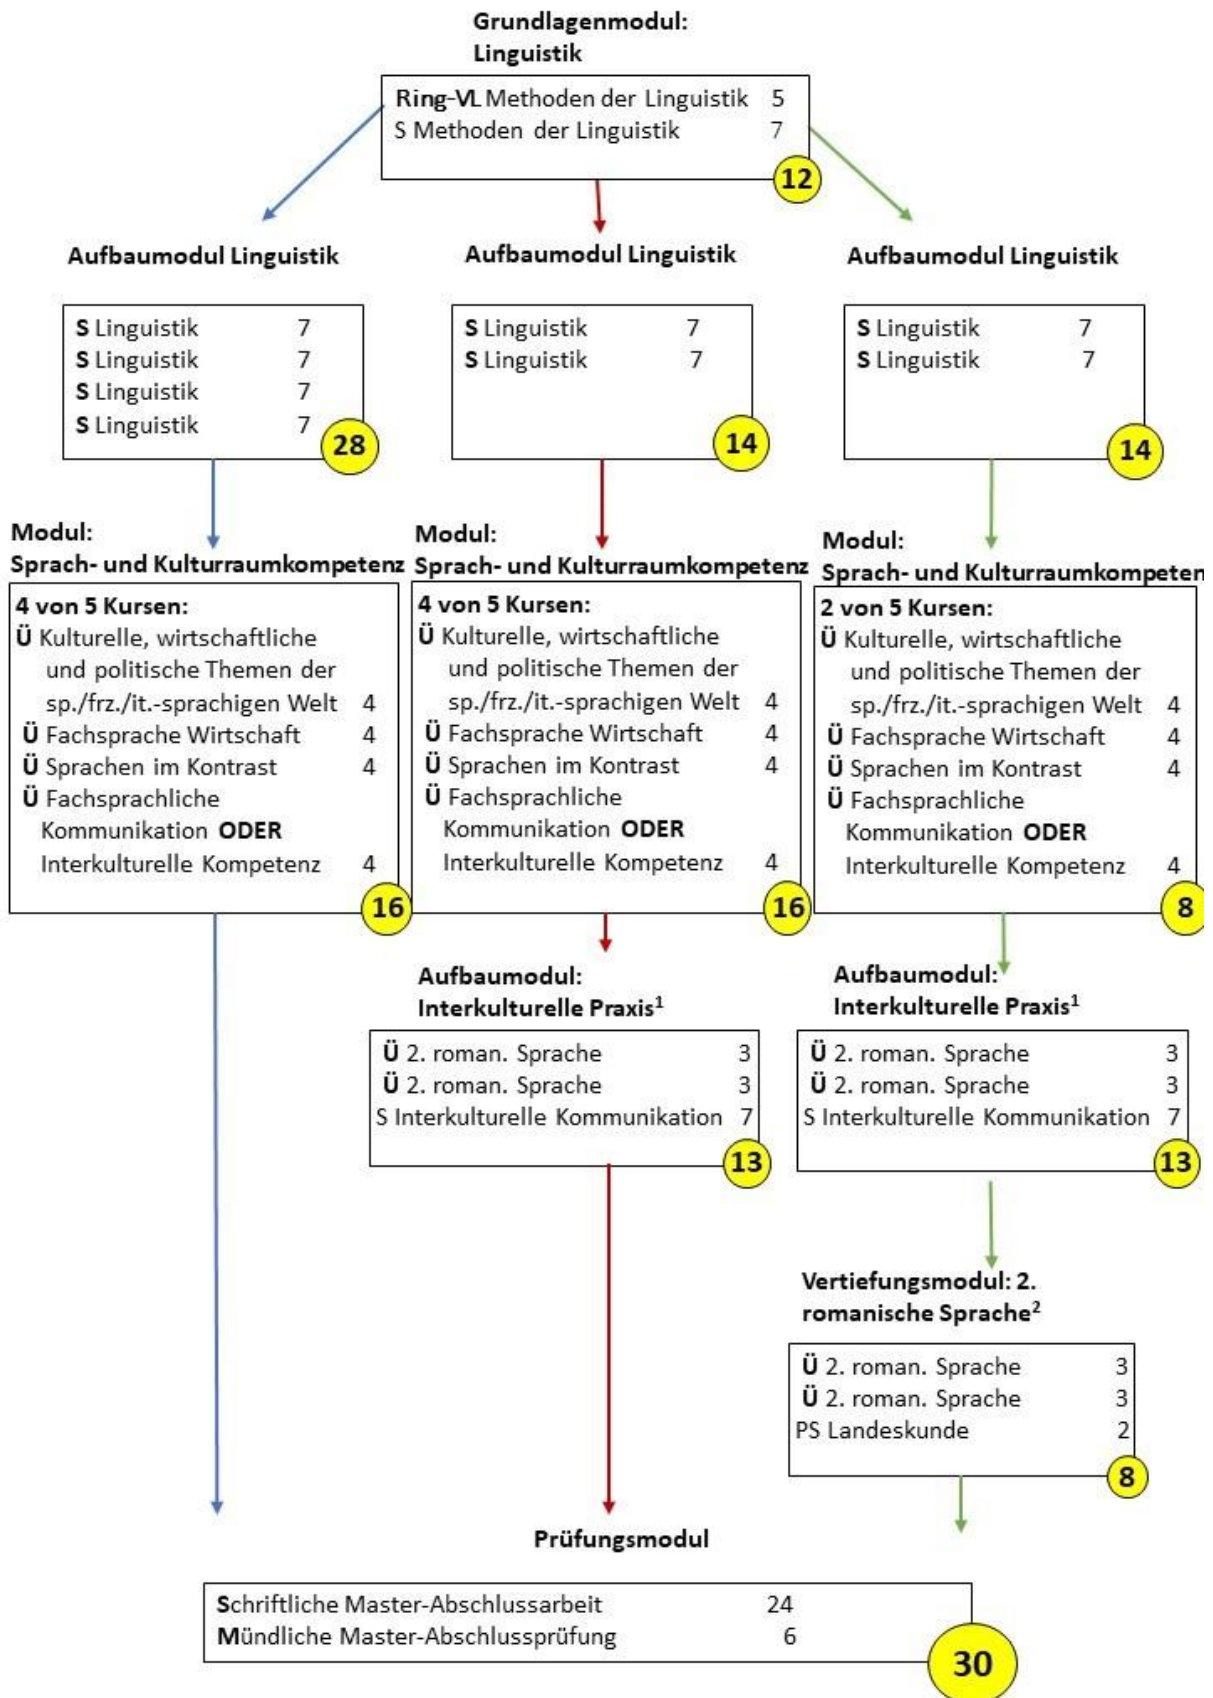 Grundlagenmodul:
Linguistik
Ring-VL Methoden der Linguistik 5
S Methoden der Linguistik 7
12
Aufbaumodul Linguistik
S Linguistik 7
S Linguistik 7
S Linguistik 7
S Linguistik 7
28
Aufbaumodul Linguistik
S Linguistik 7
S Linguistik 7
14
Aufbaumodul Linguistik
S Linguistik 7
S Linguistik 7
14
Modul:
Sprach- und Kulturraumkompetenz
4 von 5 Kursen:
Ü Kulturelle, wirtschaftliche
und politische Themen der
sp./frz./it.-sprachigen Welt 4
Ü Fachsprache Wirtschaft 4
Ü Sprachen im Kontrast 4
Ü Fachsprachliche
Kommunikation ODER
Interkulturelle Kompetenz 4
16
Modul:
Sprach- und Kulturraumkompetenz
4 von 5 Kursen:
Ü Kulturelle, wirtschaftliche
und politische Themen der
sp./frz./it.-sprachigen Welt 4
Ü Fachsprache Wirtschaft 4
Ü Sprachen im Kontrast 4
Ü Fachsprachliche
Kommunikation ODER
Interkulturelle Kompetenz 4
16
Modul:
Sprach- und Kulturraumkompeten
2 von 5 Kursen:
Ü Kulturelle, wirtschaftliche
und politische Themen der
sp./frz./it.-sprachigen Welt 4
Ü Fachsprache Wirtschaft 4
Ü Sprachen im Kontrast 4
Ü Fachsprachliche
Kommunikation ODER
Interkulturelle Kompetenz 4
8
Aufbaumodul:
Interkulturelle Praxis¹
Ü 2. roman. Sprache 3
Ü 2. roman. Sprache 3
S Interkulturelle Kommunikation 7
13
Aufbaumodul:
Interkulturelle Praxis¹
Ü 2. roman. Sprache 3
Ü 2. roman. Sprache 3
S Interkulturelle Kommunikation 7
13
Vertiefungsmodul: 2.
romanische Sprache²
Ü 2. roman. Sprache 3
Ü 2. roman. Sprache 3
PS Landeskunde 2
8
Prüfungsmodul
Schriftliche Master-Abschlussarbeit 24
Mündliche Master-Abschlussprüfung 6
30